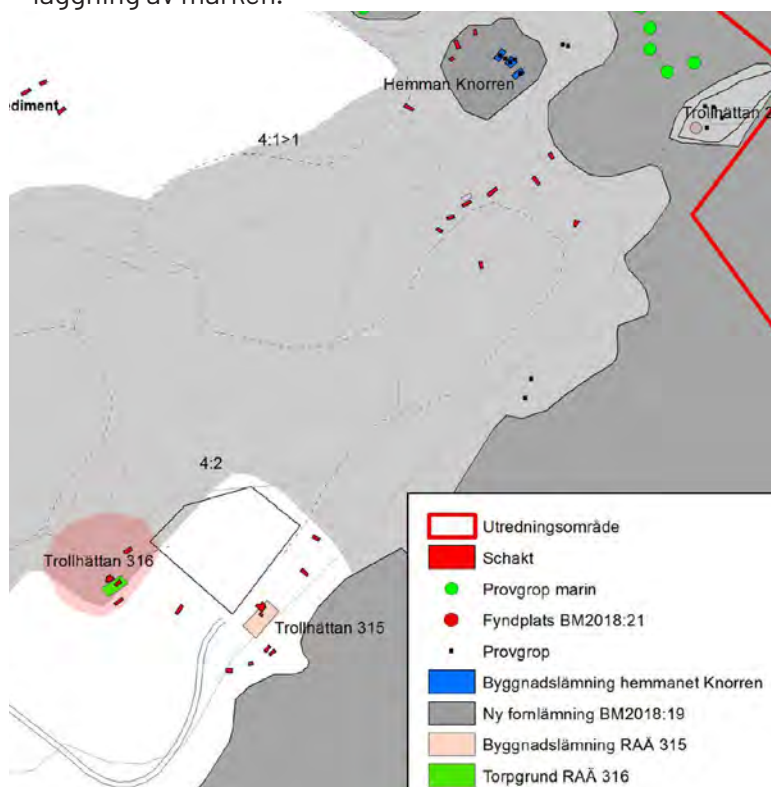 läggning av marken.
Hemman Knorren
Trollhättan 2
ediment
4:1>1
4:2
Trollhättan 316
Trollhättan 315
Utredningsområde
Schakt
Provgrop marin
Fyndplats BM2018:21
Provgrop
Byggnadslämning hemmanet Knorren
Ny fornlämning BM2018:19
Byggnadslämning RAÄ 315
Torpgrund RAÄ 316